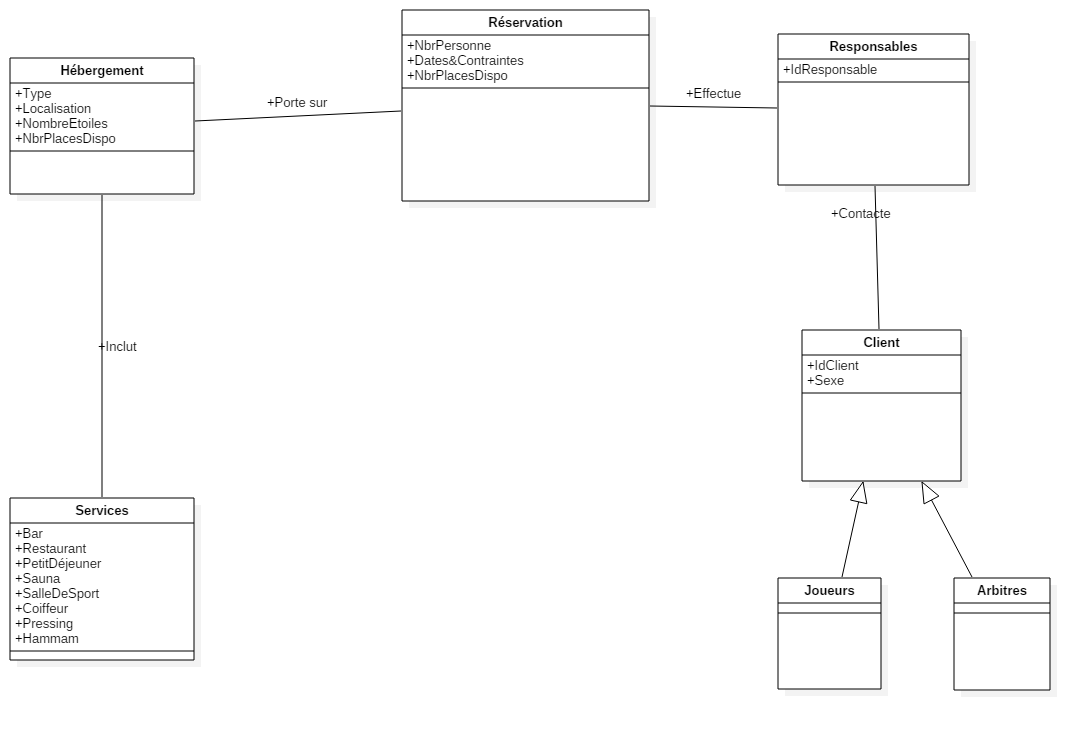 Réservation
+NbrPersonne
+Dates&Contraintes
+NbrPlacesDispo
Responsables
+IdResponsable
Hébergement
+Type
+Localisation
+NombreEtoiles
+NbrPlacesDispo
+Porte sur
+Effectue
+Contacte
+Inclut
Client
+IdClient
+Sexe
Services
+Bar
+Restaurant
+PetitDéjeuner
+Sauna
+SalleDeSport
+Coiffeur
+Pressing
+Hammam
Joueurs
Arbitres